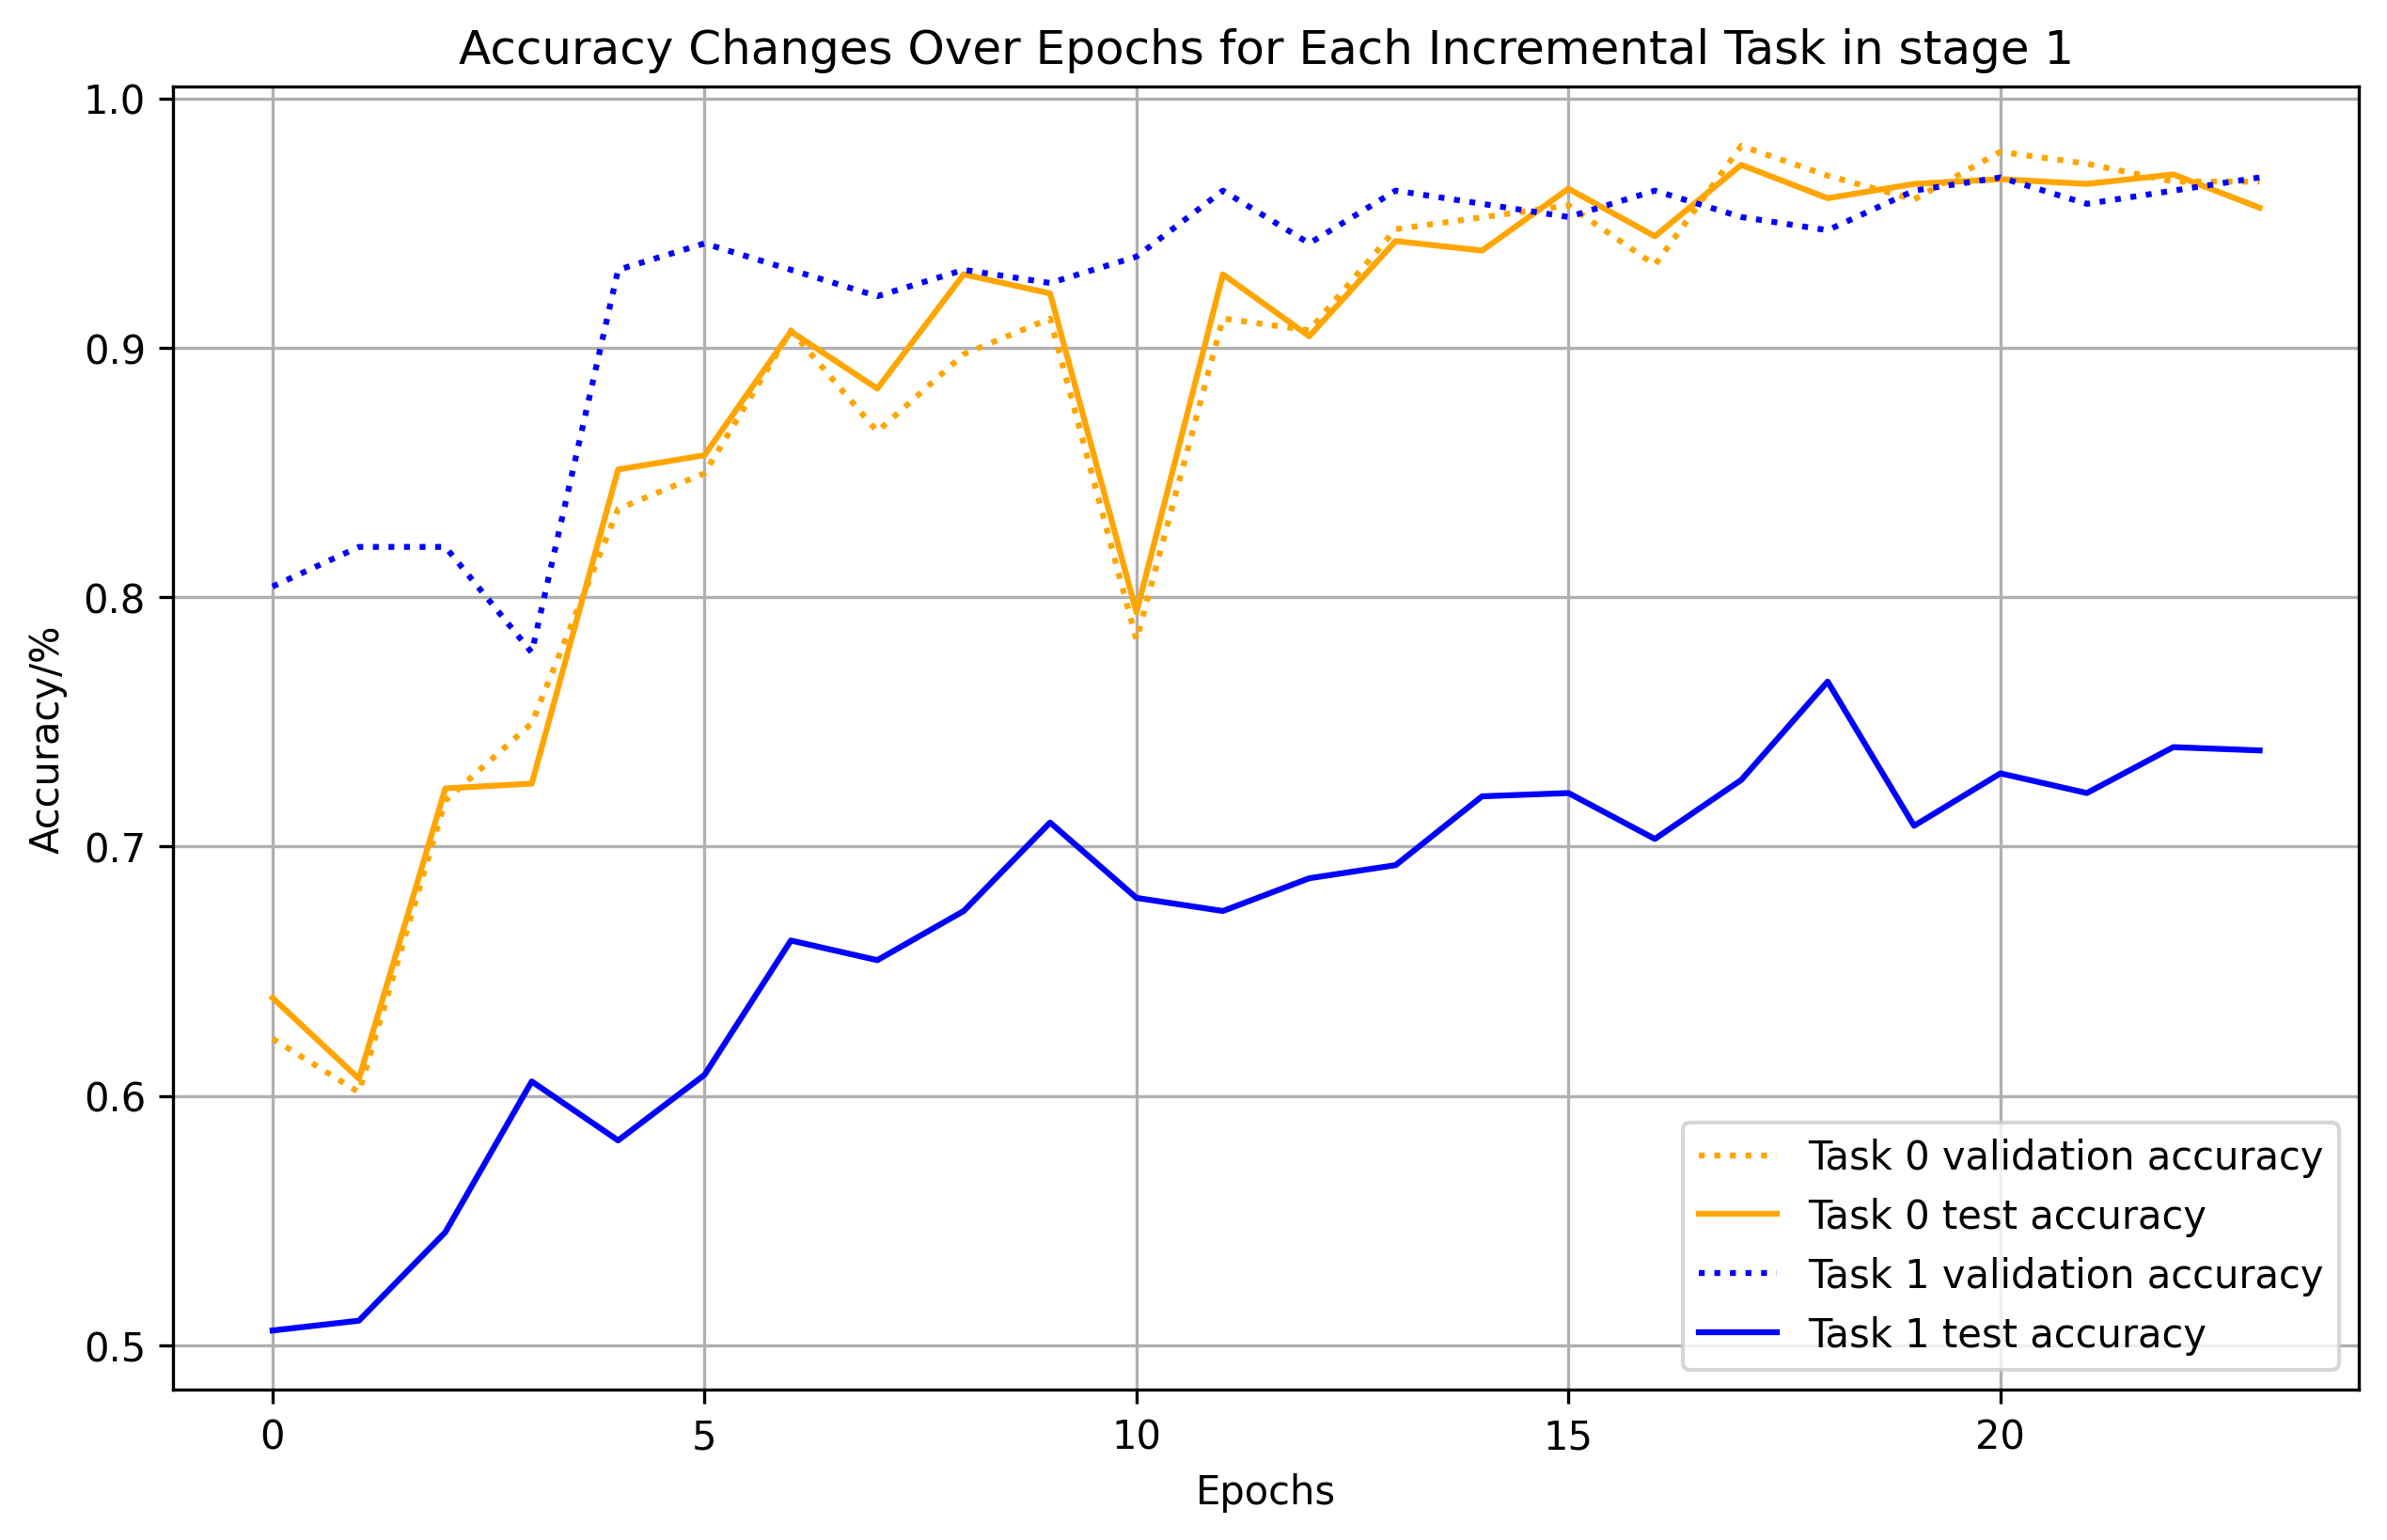 Accuracy Changes Over Epochs for Each Incremental Task in stage 1
1.0
0.9
0.8
0.7
0.6
0.5
Accuracy/%
0 5 10 15 20
Epochs
Task 0 validation accuracy
Task 0 test accuracy
Task 1 validation accuracy
Task 1 test accuracy